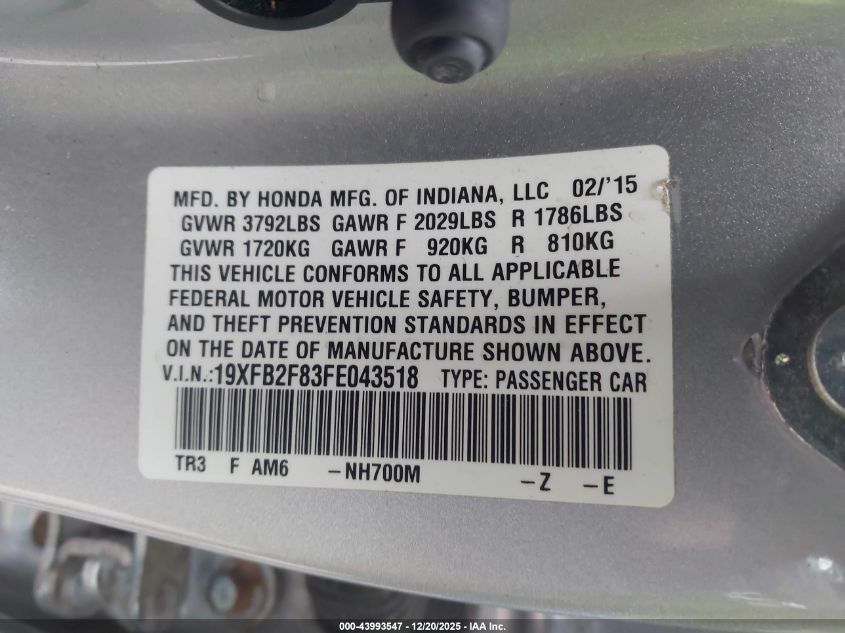 MFD. BY HONDA MFG. OF INDIANA, LLC 02/'15
GVWR 3792LBS GAWR F 2029LBS R 1786LBS
GVWR 1720KG GAWR F 920KG R 810KG
THIS VEHICLE CONFORMS TO ALL APPLICABLE
FEDERAL MOTOR VEHICLE SAFETY, BUMPER,
AND THEFT PREVENTION STANDARDS IN EFFECT
ON THE DATE OF MANUFACTURE SHOWN ABOVE.
V.I.N.:19XFB2F83FE043518 TYPE: PASSENGER CAR
TR3 F AM6 -NH700M -Z -E
000-43993547 - 12/20/2025 - IAA Inc.